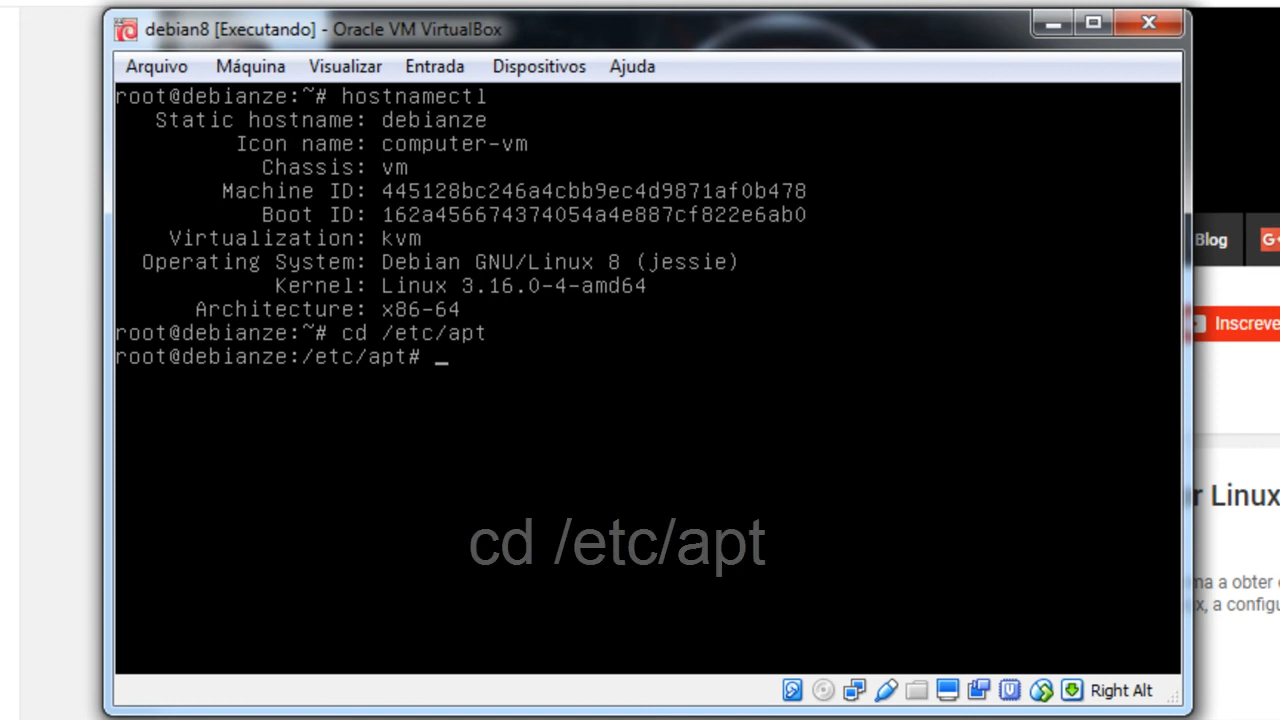 debian8 [Executando] - Oracle VM VirtualBox
Arquivo Máquina Visualizar Entrada Dispositivos Ajuda
root@debianze:~# hostnamectl
Static hostname: debianze
Icon name: computer-vm
Chassis: vm
Machine ID: 445128bc246a4cbb9ec4d9871af0b478
Boot ID: 162a456674374054a4e887cf822e6ab0
Virtualization: kvm
Operating System: Debian GNU/Linux 8 (jessie)
Kernel: Linux 3.16.0-4-amd64
Architecture: x86-64
root@debianze:~# cd /etc/apt
root@debianze:/etc/apt# _
cd /etc/apt
Right Alt
Blog
G+
Inscreve
r Linux
ma a obter
x, a config